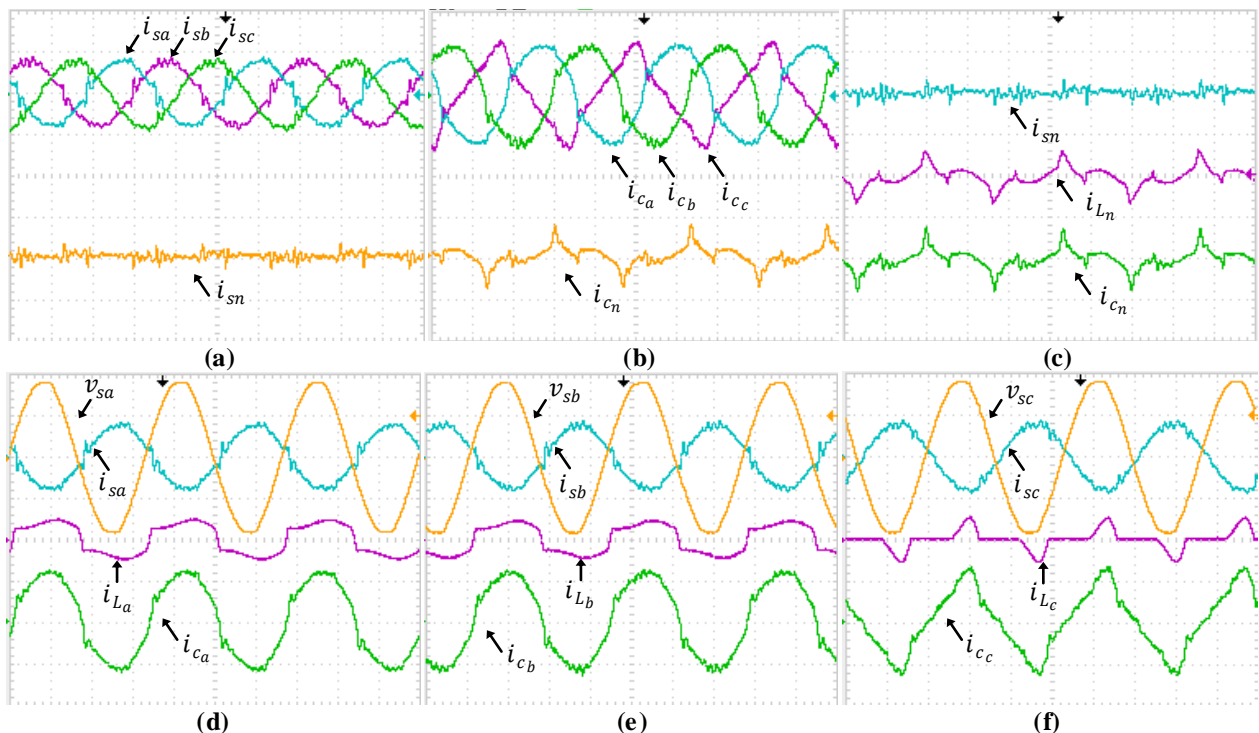 i_sa i_sb i_sc
i_sn
(a)
i_ca i_cb i_cc
i_cn
(b)
i_sn
i_Ln
i_cn
(c)
v_sa
i_sa
i_La
i_ca
(d)
v_sb
i_sb
i_Lb
i_cb
(e)
v_sc
i_sc
i_Lc
i_cc
(f)